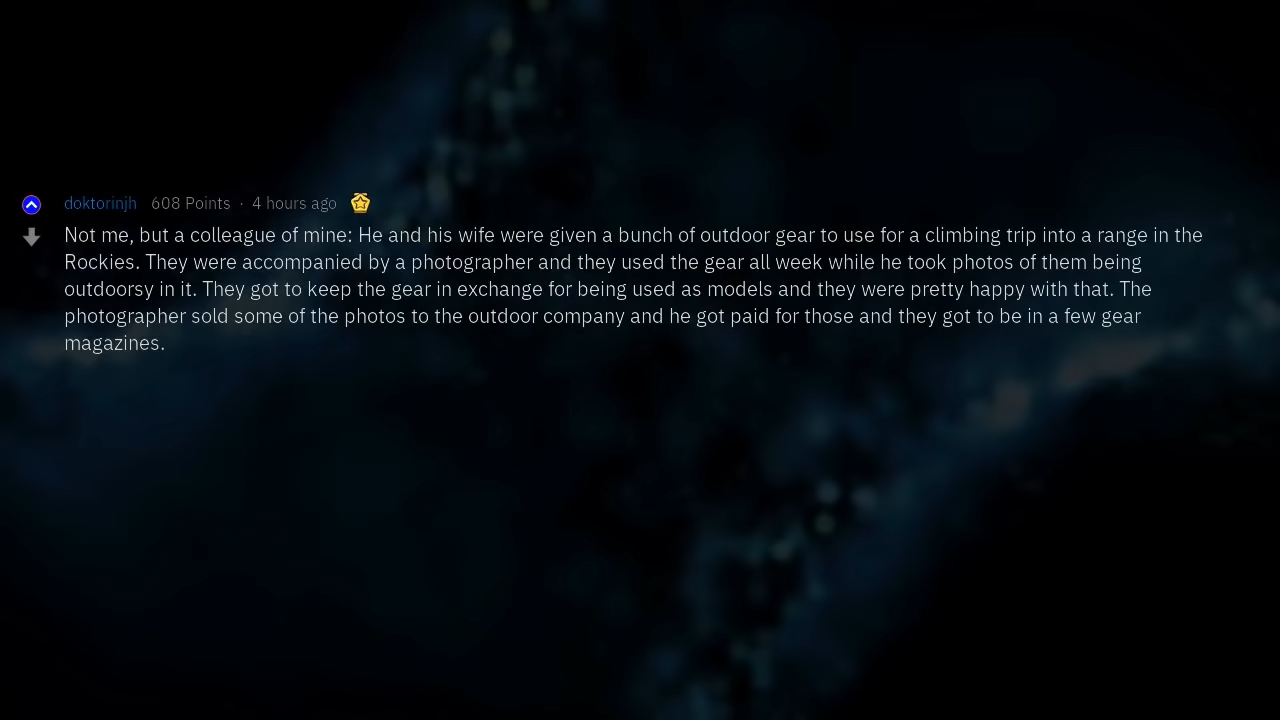 doktorinjh 608 Points · 4 hours ago
Not me, but a colleague of mine: He and his wife were given a bunch of outdoor gear to use for a climbing trip into a range in the
Rockies. They were accompanied by a photographer and they used the gear all week while he took photos of them being
outdoorsy in it. They got to keep the gear in exchange for being used as models and they were pretty happy with that. The
photographer sold some of the photos to the outdoor company and he got paid for those and they got to be in a few gear
magazines.